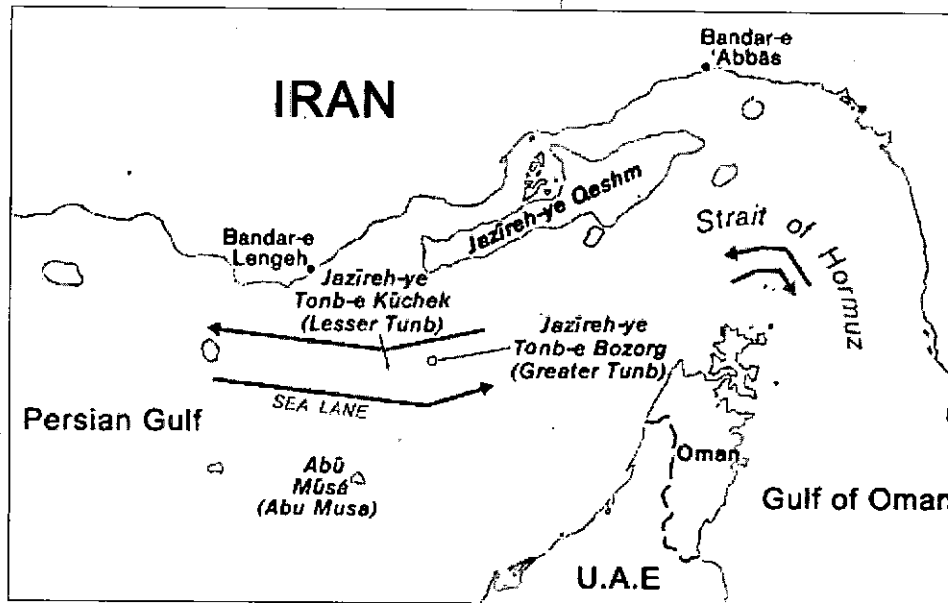 Bandar-e
'Abbās
IRAN
Jazīreh-ye Qeshm
Strait of Hormuz
Bandar-e
Lengeh
Jazīreh-ye
Tonb-e Kūchek
(Lesser Tunb)
Jazīreh-ye
Tonb-e Bozorg
(Greater Tunb)
SEA LANE
Persian Gulf
Abū
Mūsá
(Abu Musa)
Oman
Gulf of Oman
U.A.E